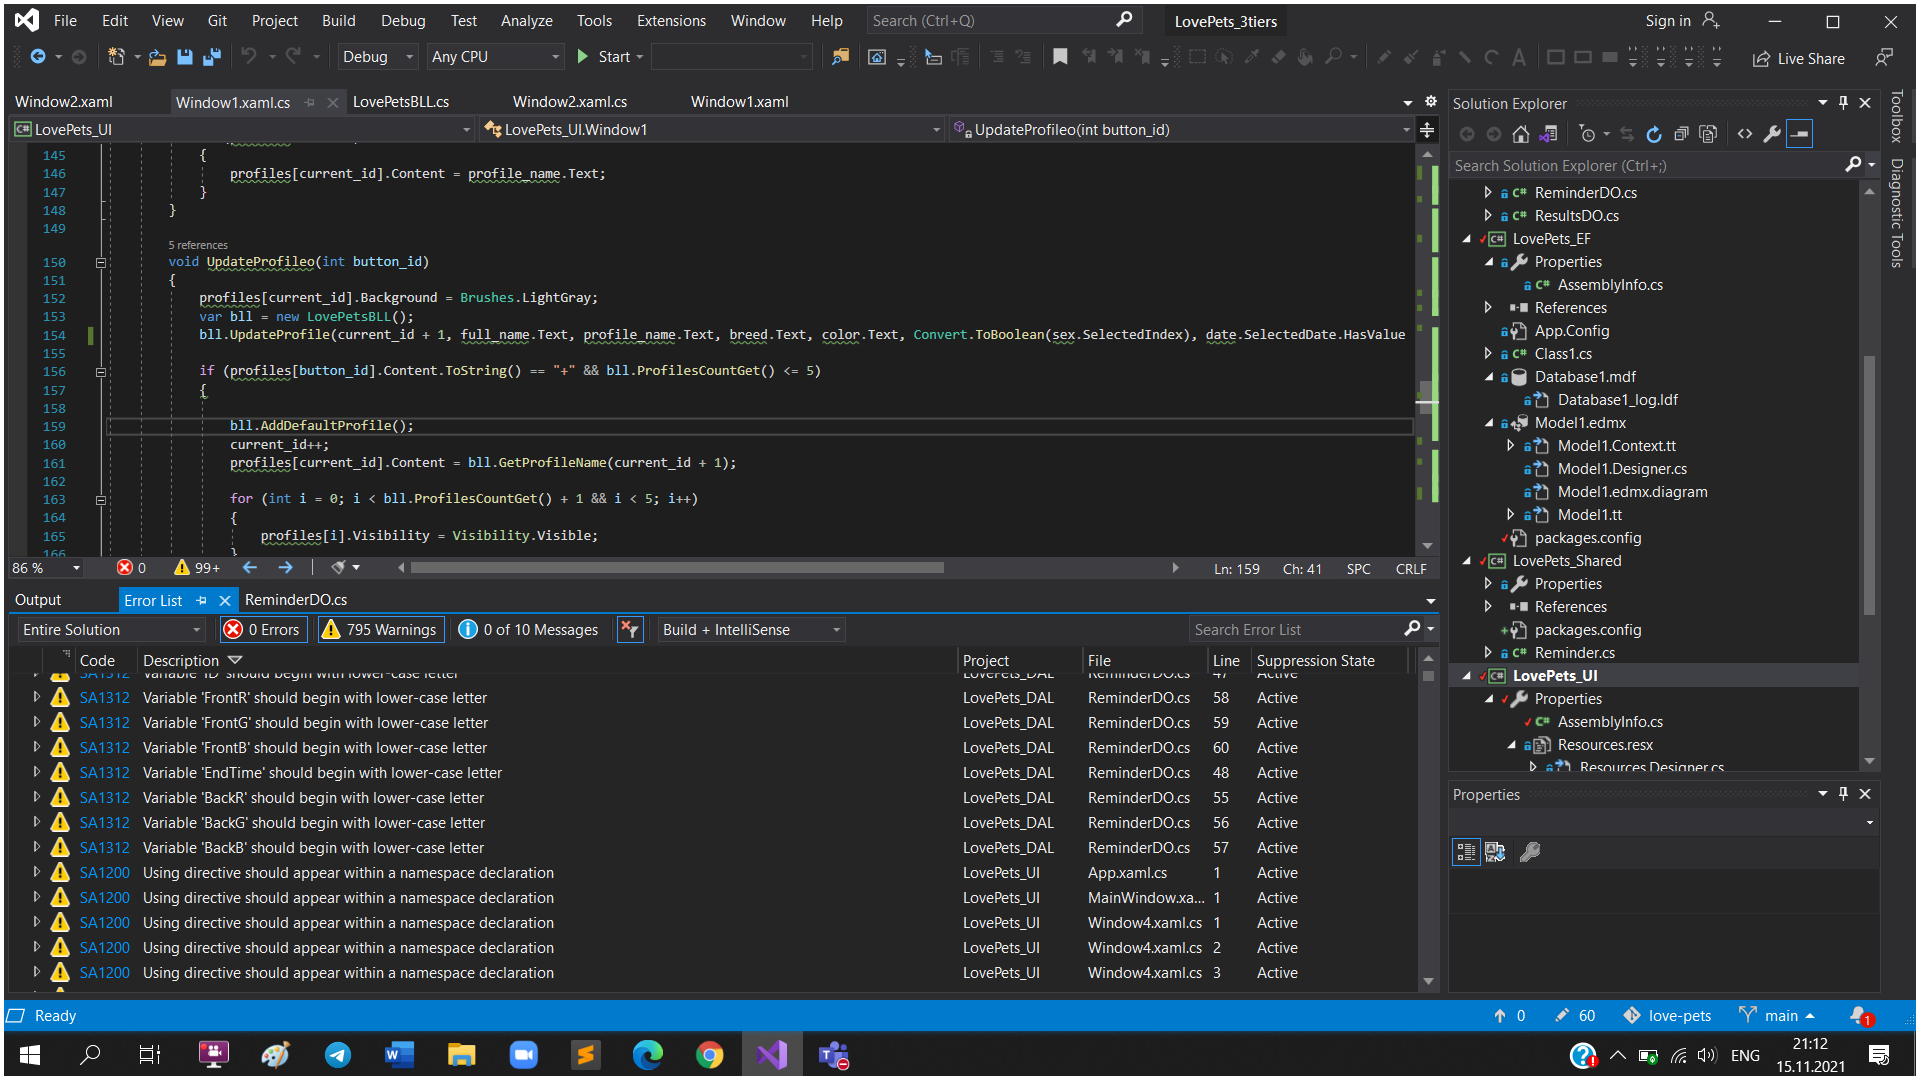 File Edit View Git Project Build Debug Test Analyze Tools Extensions Window Help Search (Ctrl+Q) LovePets_3tiers Sign in
Debug Any CPU Start Live Share
Window2.xaml Window1.xaml.cs LovePetsBLL.cs Window2.xaml.cs Window1.xaml
LovePets_UI LovePets_UI.Window1 UpdateProfileo(int button_id)
145 {
146 profiles[current_id].Content = profile_name.Text;
147 }
148 }
149
5 references
150 void UpdateProfileo(int button_id)
151 {
152 profiles[current_id].Background = Brushes.LightGray;
153 var bll = new LovePetsBLL();
154 bll.UpdateProfile(current_id + 1, full_name.Text, profile_name.Text, breed.Text, color.Text, Convert.ToBoolean(sex.SelectedIndex), date.SelectedDate.HasValue
155
156 if (profiles[button_id].Content.ToString() == "+" && bll.ProfilesCountGet() <= 5)
157 {
158
159 bll.AddDefaultProfile();
160 current_id++;
161 profiles[current_id].Content = bll.GetProfileName(current_id + 1);
162
163 for (int i = 0; i < bll.ProfilesCountGet() + 1 && i < 5; i++)
164 {
165 profiles[i].Visibility = Visibility.Visible;
166 }
86 % 0 99+ Ln: 159 Ch: 41 SPC CRLF
Output Error List ReminderDO.cs
Entire Solution 0 Errors 795 Warnings 0 of 10 Messages Build + IntelliSense Search Error List
Code Description Project File Line Suppression State
SA1312 Variable 'ID' should begin with lower-case letter LovePets_DAL ReminderDO.cs 47 Active
SA1312 Variable 'FrontR' should begin with lower-case letter LovePets_DAL ReminderDO.cs 58 Active
SA1312 Variable 'FrontG' should begin with lower-case letter LovePets_DAL ReminderDO.cs 59 Active
SA1312 Variable 'FrontB' should begin with lower-case letter LovePets_DAL ReminderDO.cs 60 Active
SA1312 Variable 'EndTime' should begin with lower-case letter LovePets_DAL ReminderDO.cs 48 Active
SA1312 Variable 'BackR' should begin with lower-case letter LovePets_DAL ReminderDO.cs 55 Active
SA1312 Variable 'BackG' should begin with lower-case letter LovePets_DAL ReminderDO.cs 56 Active
SA1312 Variable 'BackB' should begin with lower-case letter LovePets_DAL ReminderDO.cs 57 Active
SA1200 Using directive should appear within a namespace declaration LovePets_UI App.xaml.cs 1 Active
SA1200 Using directive should appear within a namespace declaration LovePets_UI MainWindow.xa... 1 Active
SA1200 Using directive should appear within a namespace declaration LovePets_UI Window4.xaml.cs 1 Active
SA1200 Using directive should appear within a namespace declaration LovePets_UI Window4.xaml.cs 2 Active
SA1200 Using directive should appear within a namespace declaration LovePets_UI Window4.xaml.cs 3 Active
Solution Explorer
Search Solution Explorer (Ctrl+;)
C# ReminderDO.cs
C# ResultsDO.cs
C# LovePets_EF
Properties
C# AssemblyInfo.cs
References
App.Config
C# Class1.cs
Database1.mdf
Database1_log.ldf
Model1.edmx
Model1.Context.tt
Model1.Designer.cs
Model1.edmx.diagram
Model1.tt
packages.config
C# LovePets_Shared
Properties
References
packages.config
C# Reminder.cs
C# LovePets_UI
Properties
C# AssemblyInfo.cs
Resources.resx
Resources.Designer.cs
Properties
Toolbox
Diagnostic Tools
Ready 0 60 love-pets main 1
ENG 21:12
15.11.2021